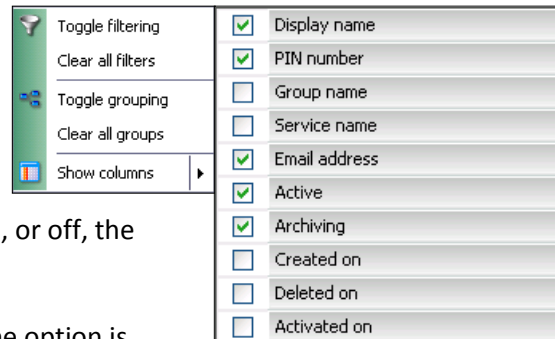 Toggle filtering
Clear all filters
Toggle grouping
Clear all groups
Show columns
Display name
PIN number
Group name
Service name
Email address
Active
Archiving
Created on
Deleted on
Activated on
, or off, the
option is